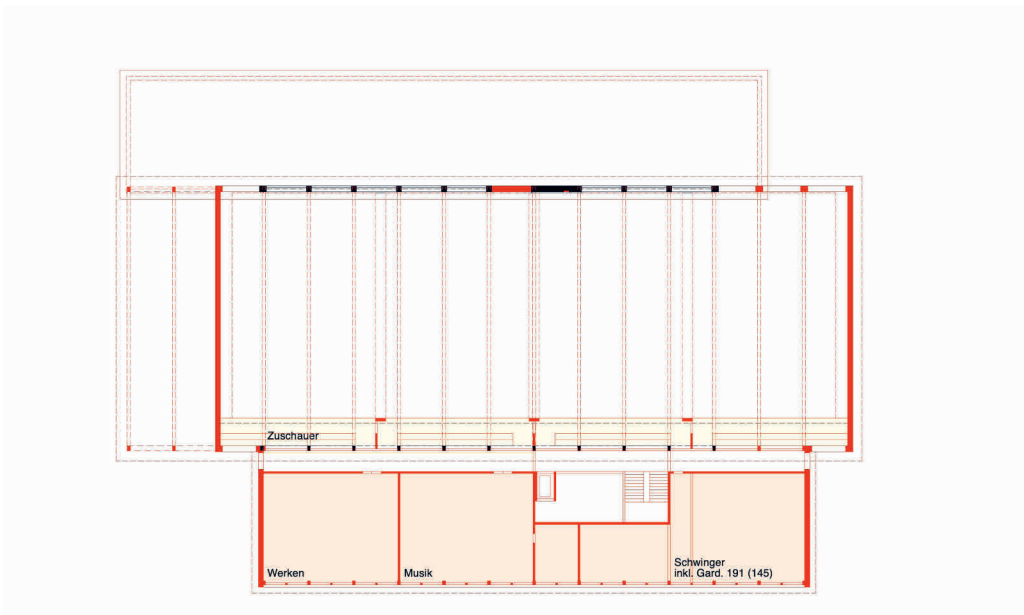 Zuschauer
Werken
Musik
Schwinger
inkl. Gard. 191 (145)